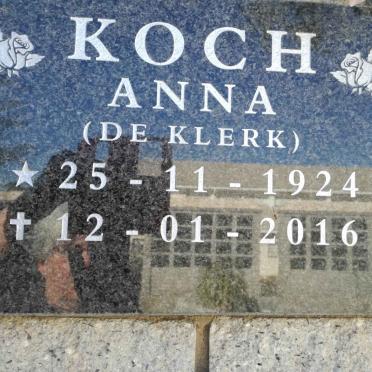 KOCH
ANNA
(DE KLERK)
★ 25 - 11 - 1924
✝ 12 - 01 - 2016